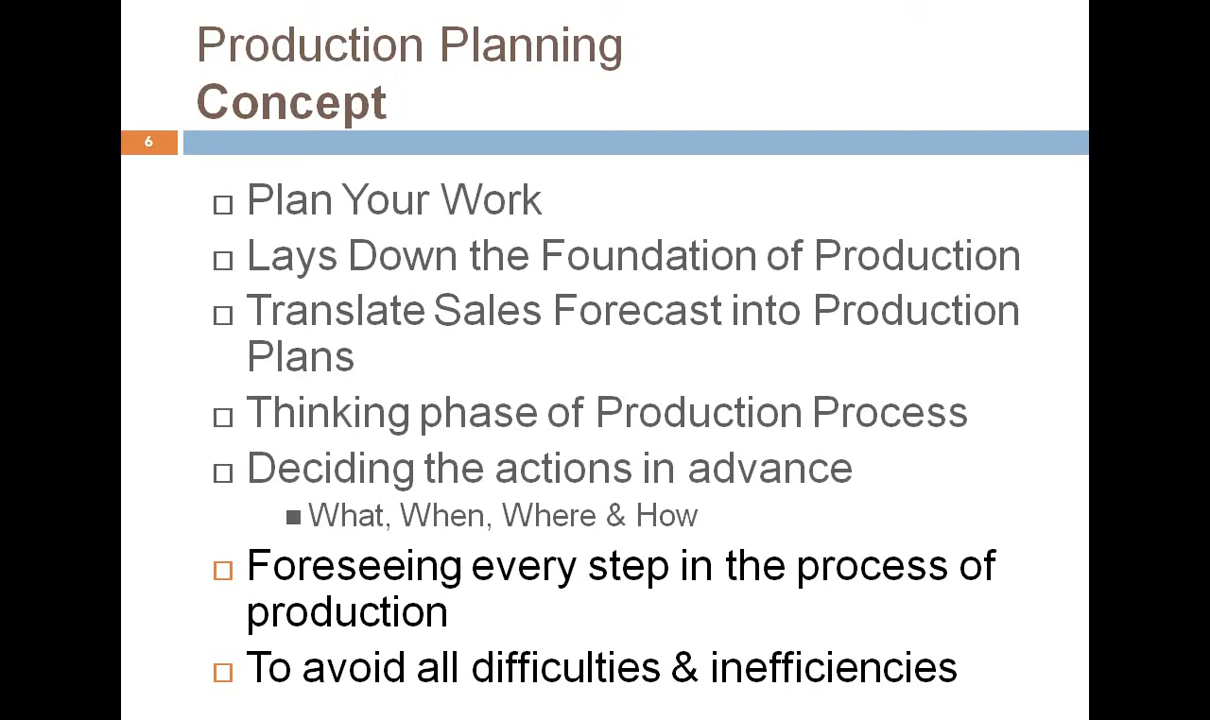 Production Planning
Concept
6
Plan Your Work
Lays Down the Foundation of Production
Translate Sales Forecast into Production
Plans
Thinking phase of Production Process
Deciding the actions in advance
What, When, Where & How
Foreseeing every step in the process of
production
To avoid all difficulties & inefficiencies